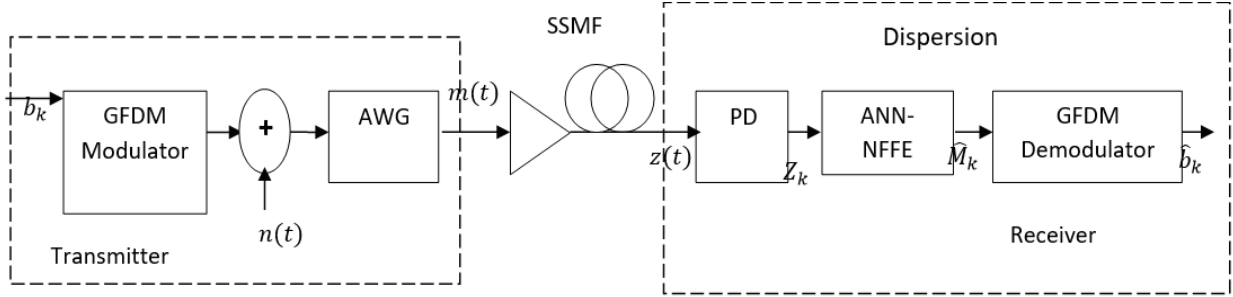 SSMF
Dispersion
b_k
GFDM
Modulator
+
AWG
m(t)
z(t)
PD
Z_k
ANN-
NFFE
M̂_k
GFDM
Demodulator
b̂_k
n(t)
Transmitter
Receiver